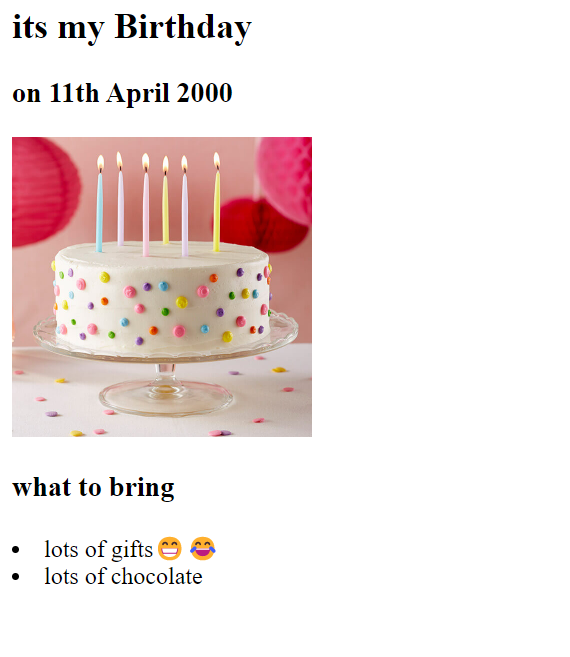 its my Birthday
on 11th April 2000
what to bring
• lots of gifts😁 😂
• lots of chocolate